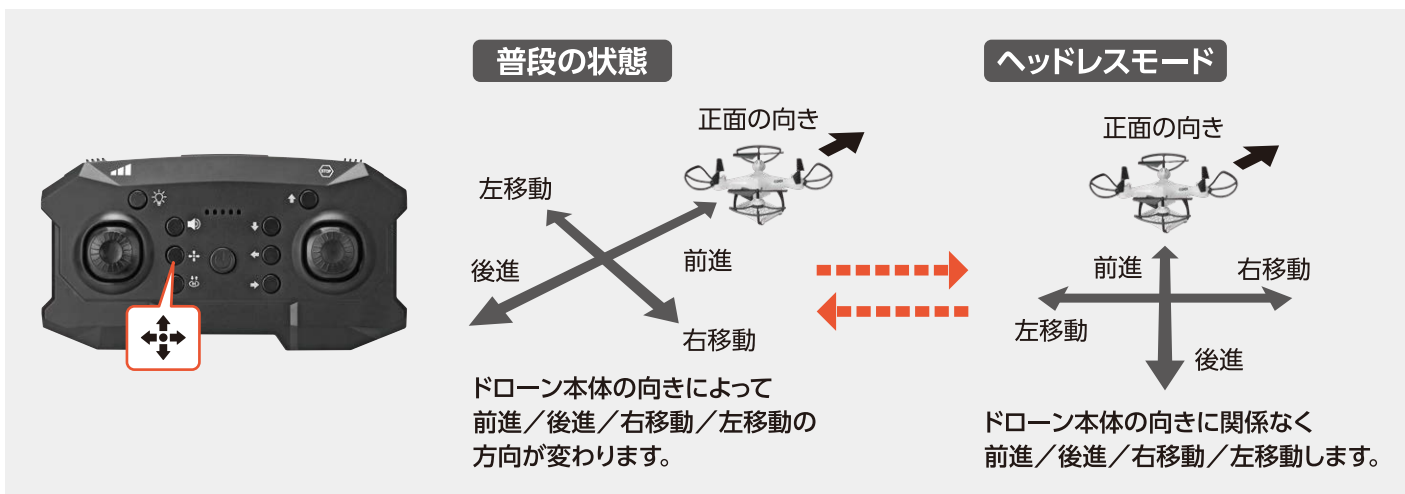 普段の状態
正面の向き
左移動
後進
前進
右移動
ドローン本体の向きによって
前進／後進／右移動／左移動の
方向が変わります。
ヘッドレスモード
正面の向き
前進
右移動
左移動
後進
ドローン本体の向きに関係なく
前進／後進／右移動／左移動します。
STOP